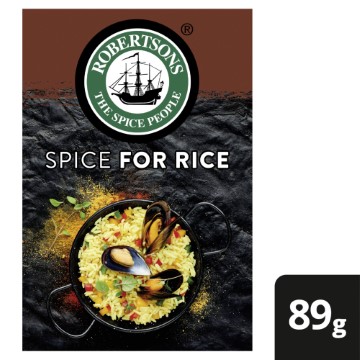 ®
ROBERTSONS
THE SPICE PEOPLE
SPICE FOR RICE
89g